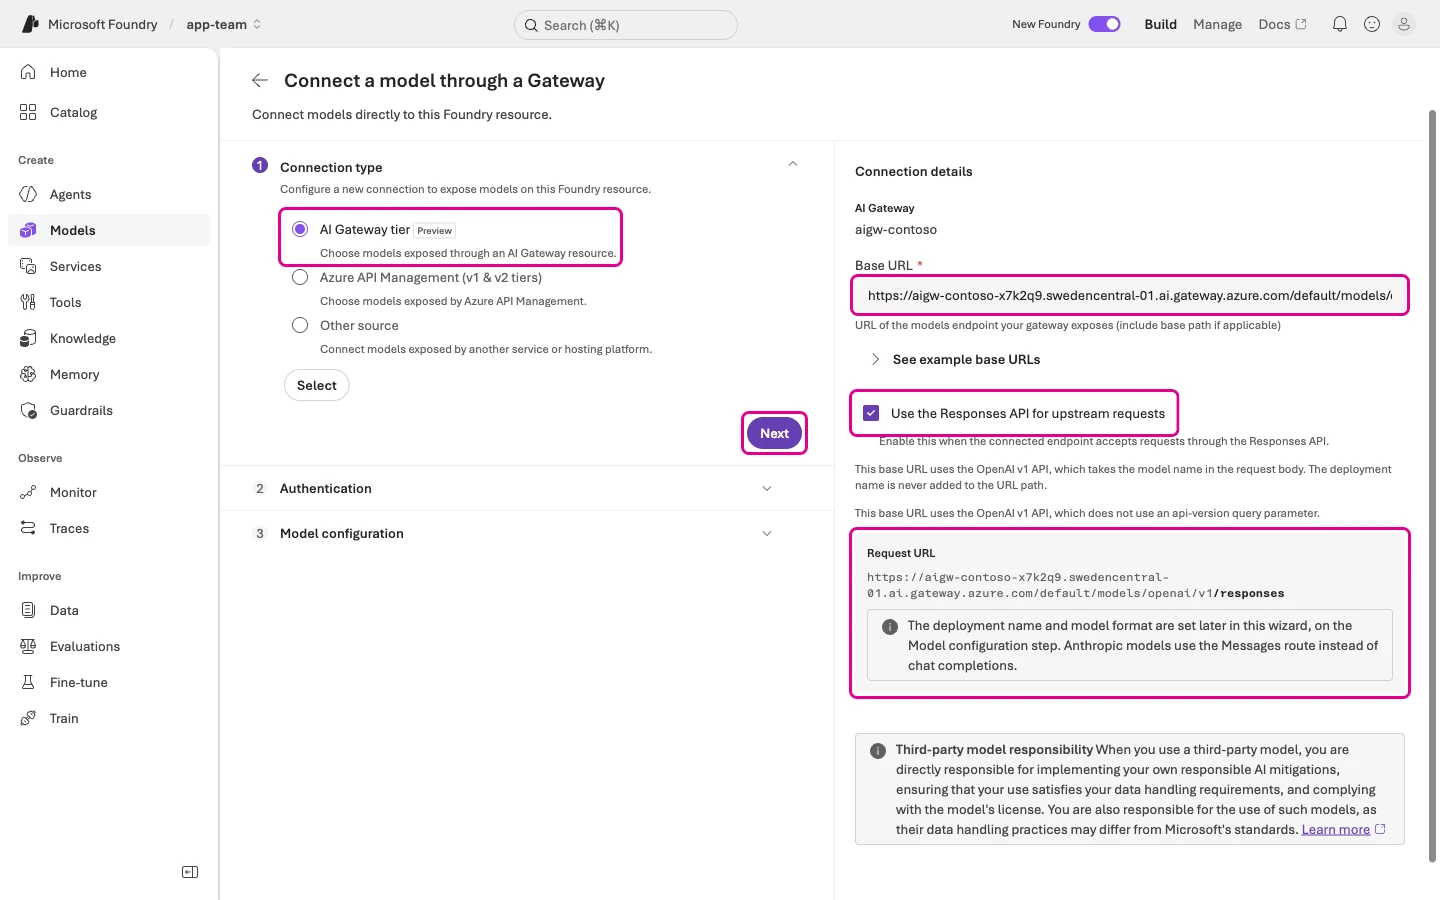 Microsoft Foundry / app-team
Search (⌘K)
New Foundry
Build
Manage
Docs
Home
Catalog
Create
Agents
Models
Services
Tools
Knowledge
Memory
Guardrails
Observe
Monitor
Traces
Improve
Data
Evaluations
Fine-tune
Train
Connect a model through a Gateway
Connect models directly to this Foundry resource.
1 Connection type
Configure a new connection to expose models on this Foundry resource.
AI Gateway tier Preview
Choose models exposed through an AI Gateway resource.
Azure API Management (v1 & v2 tiers)
Choose models exposed by Azure API Management.
Other source
Connect models exposed by another service or hosting platform.
Select
Next
2 Authentication
3 Model configuration
Connection details
AI Gateway
aigw-contoso
Base URL *
https://aigw-contoso-x7k2q9.swedencentral-01.ai.gateway.azure.com/default/models/
URL of the models endpoint your gateway exposes (include base path if applicable)
See example base URLs
Use the Responses API for upstream requests
Enable this when the connected endpoint accepts requests through the Responses API.
This base URL uses the OpenAI v1 API, which takes the model name in the request body. The deployment
name is never added to the URL path.
This base URL uses the OpenAI v1 API, which does not use an api-version query parameter.
Request URL
https://aigw-contoso-x7k2q9.swedencentral-
01.ai.gateway.azure.com/default/models/openai/v1/responses
The deployment name and model format are set later in this wizard, on the
Model configuration step. Anthropic models use the Messages route instead of
chat completions.
Third-party model responsibility When you use a third-party model, you are
directly responsible for implementing your own responsible AI mitigations,
ensuring that your use satisfies your data handling requirements, and complying
with the model's license. You are also responsible for the use of such models, as
their data handling practices may differ from Microsoft's standards. Learn more